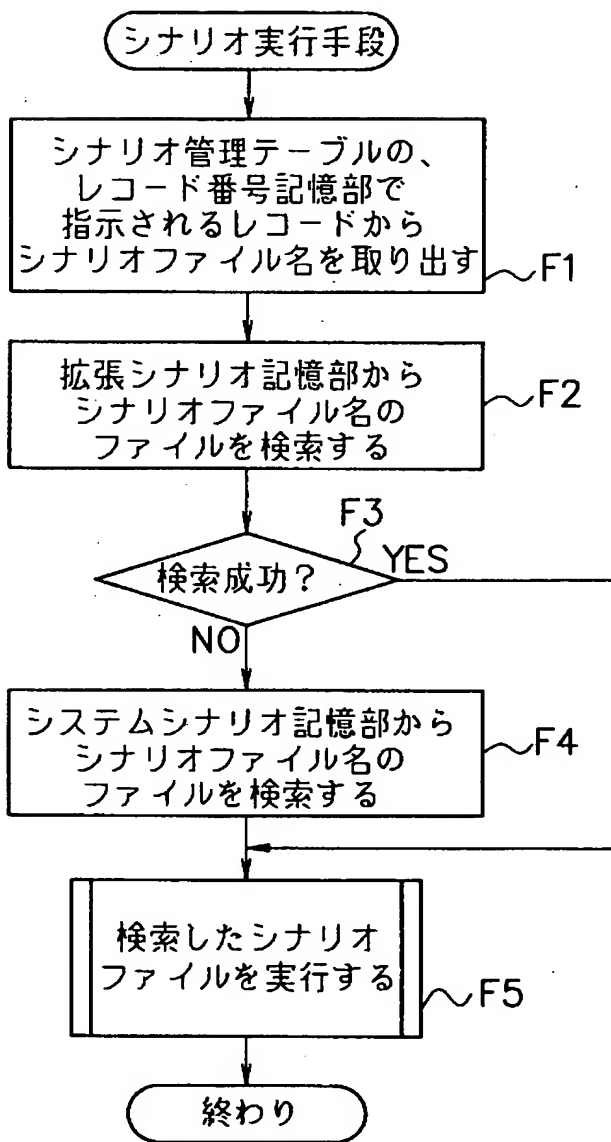 シナリオ実行手段
シナリオ管理テーブルの、
レコード番号記憶部で
指示されるレコードから
シナリオファイル名を取り出す
F1
拡張シナリオ記憶部から
シナリオファイル名の
ファイルを検索する
F2
F3
検索成功?
YES
NO
システムシナリオ記憶部から
シナリオファイル名の
ファイルを検索する
F4
検索したシナリオ
ファイルを実行する
F5
終わり